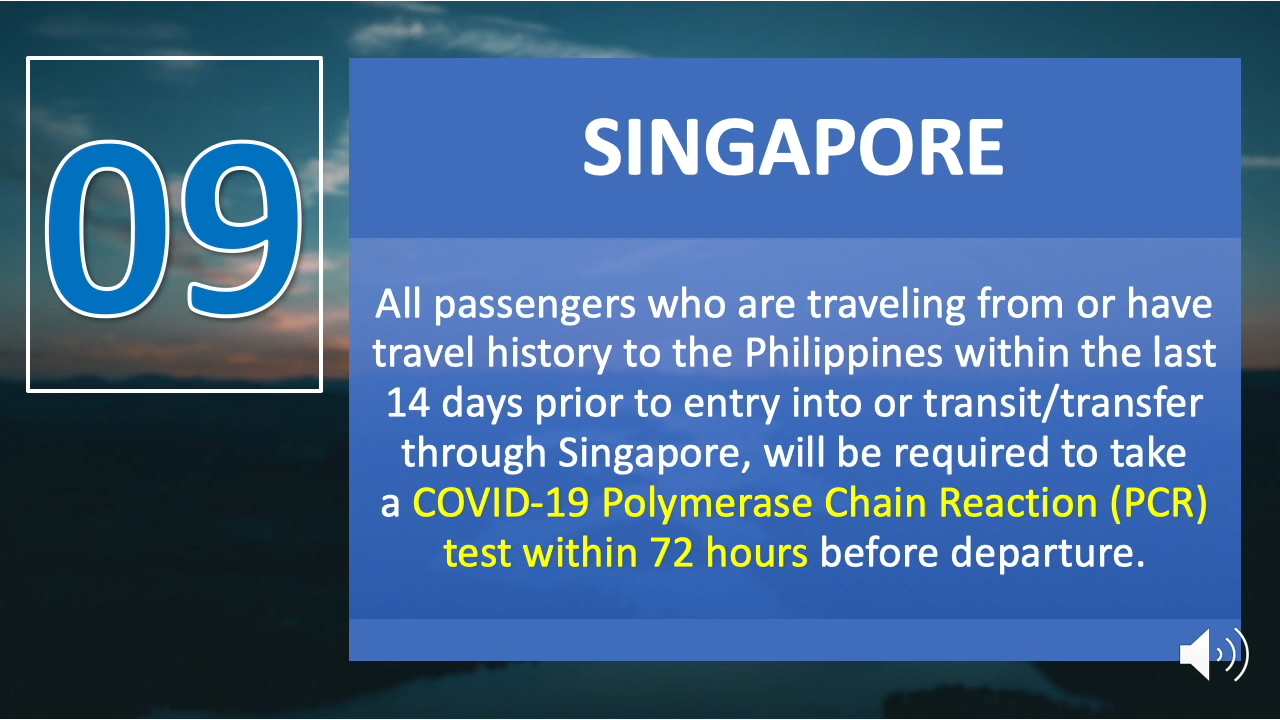 09
SINGAPORE
All passengers who are traveling from or have
travel history to the Philippines within the last
14 days prior to entry into or transit/transfer
through Singapore, will be required to take
a COVID-19 Polymerase Chain Reaction (PCR)
test within 72 hours before departure.